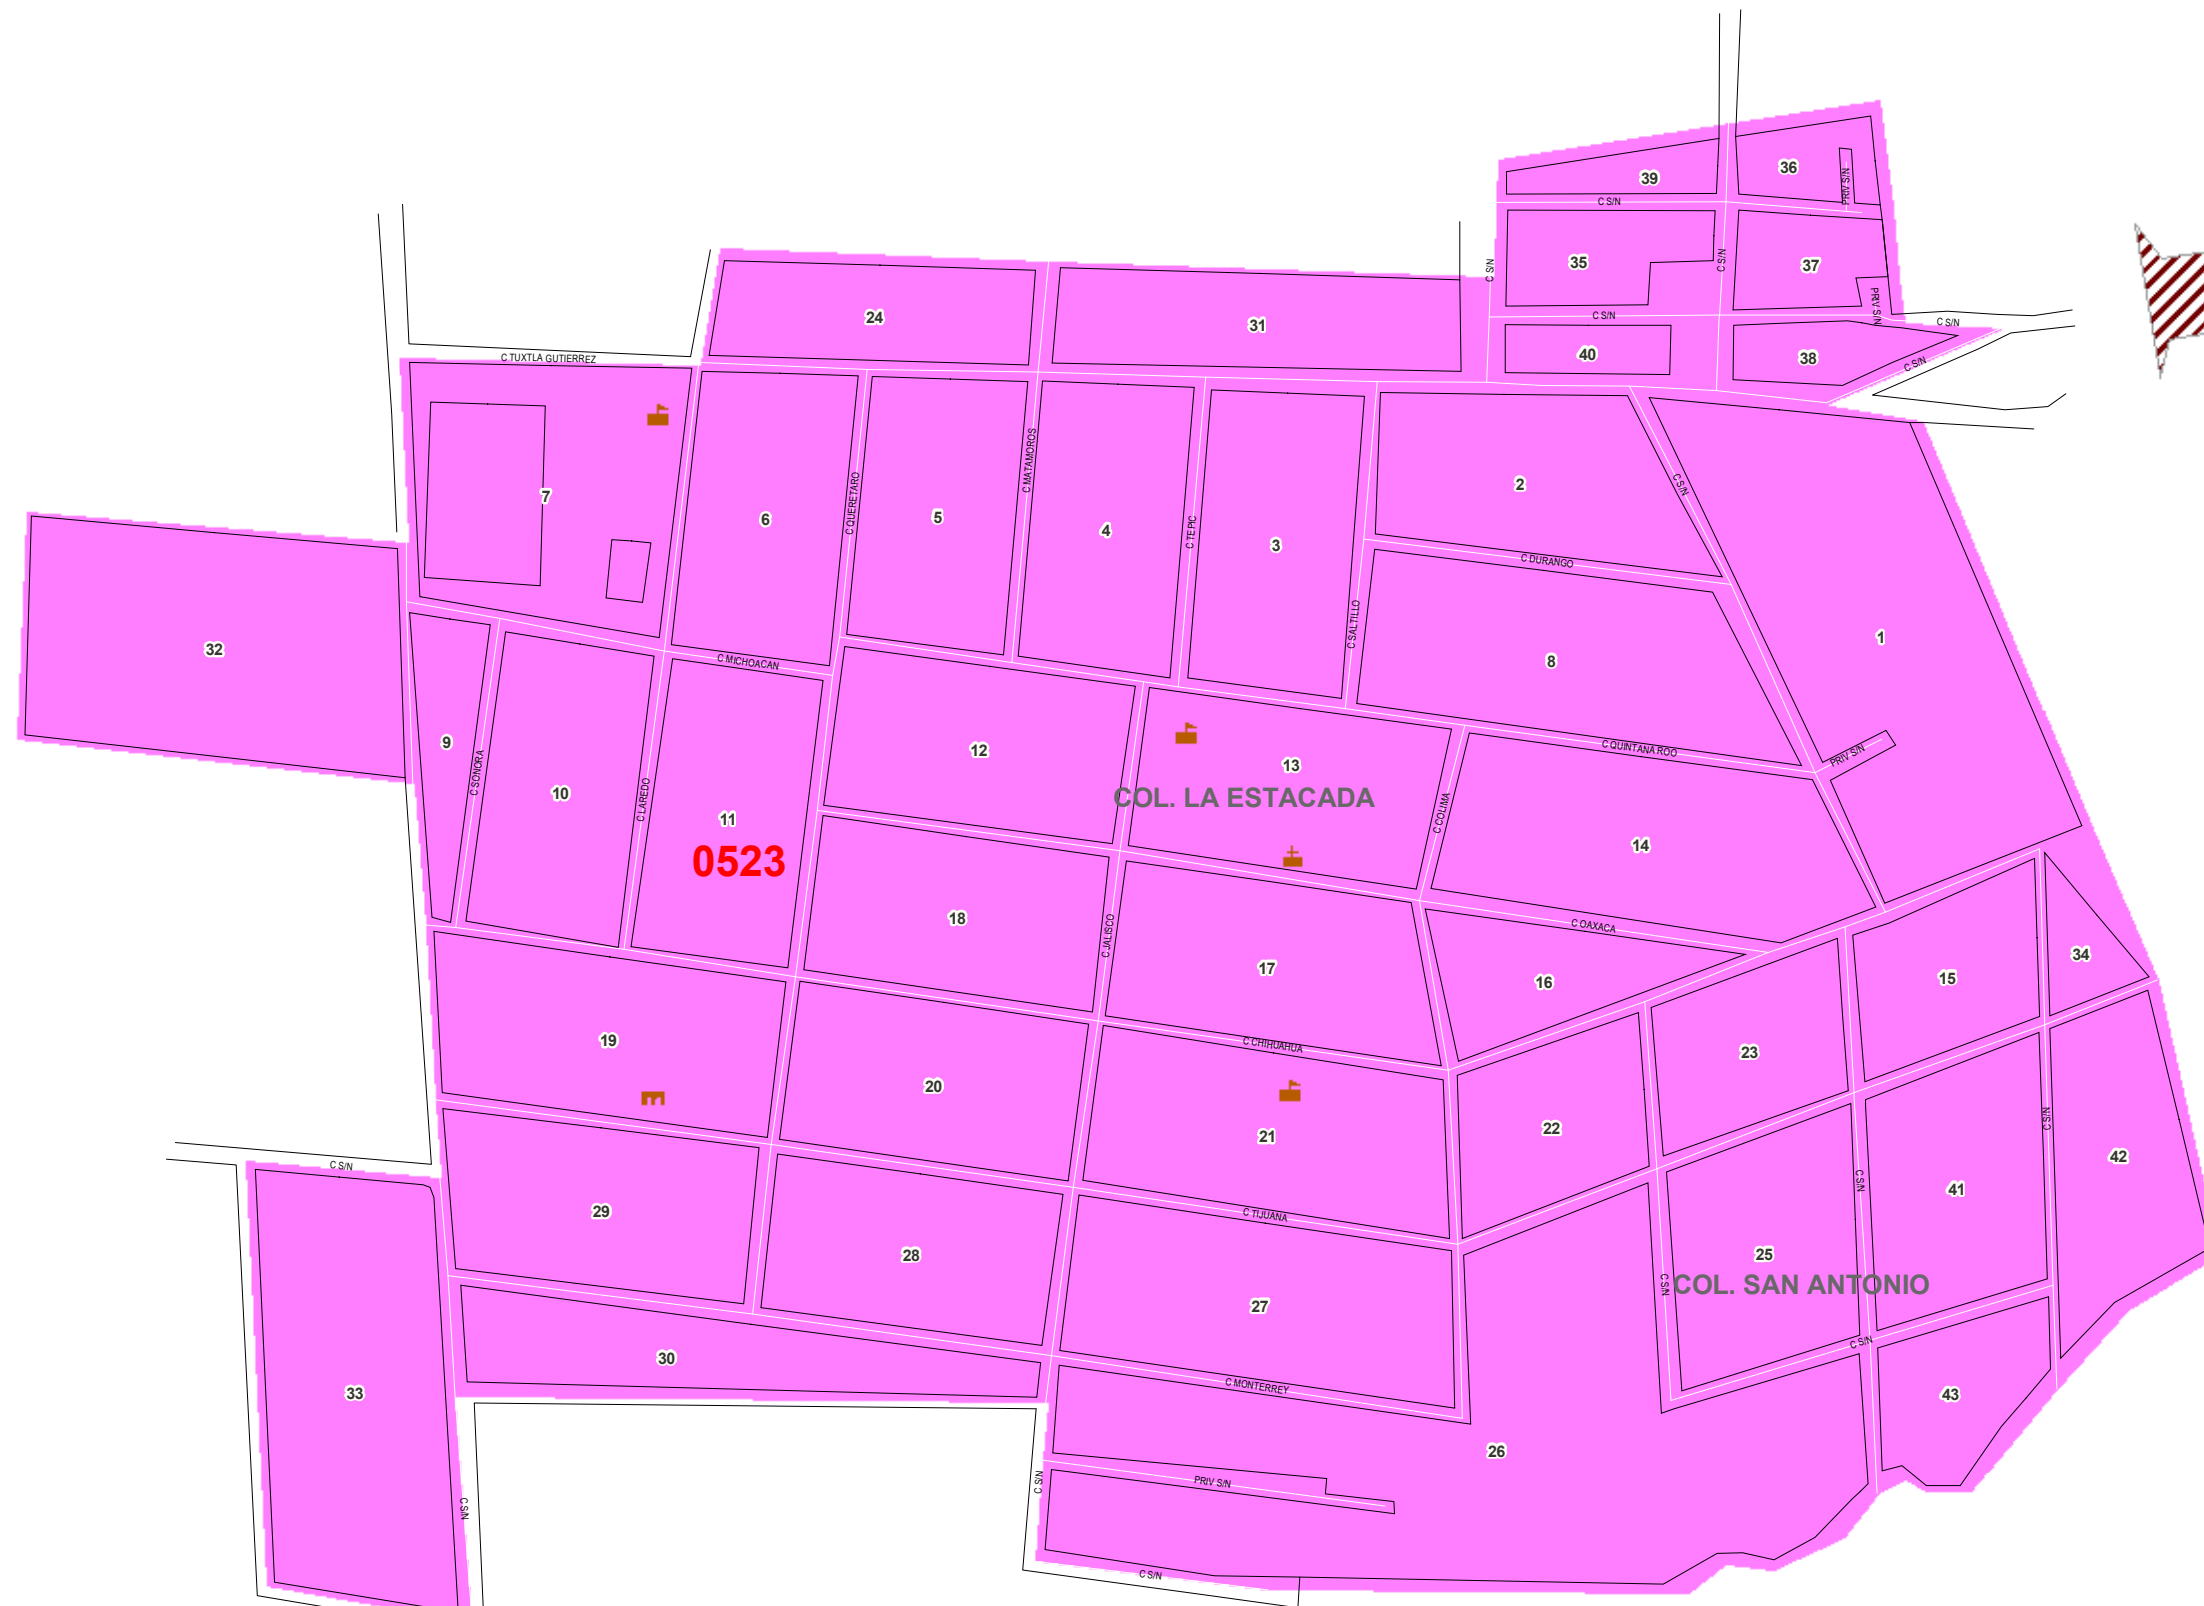 36
39
PRIV S/N
C S/N
C S/N
C S/N
35
37
PRIV S/N
24
31
C S/N
C S/N
40
38
C S/N
C TUXTLA GUTIERREZ
7
6
C QUERETARO
5
C MATAMOROS
4
C TEPIC
3
2
C S/N
C DURANGO
C SALTILLO
32
C MICHOACAN
8
1
9
C SONORA
10
C LAREDO
11
12
13
C QUINTANA ROO
PRIV S/N
COL. LA ESTACADA
C COLIMA
0523
14
18
C JALISCO
17
C OAXACA
16
15
34
19
20
C CHIHUAHUA
23
21
22
C S/N
42
C S/N
33
29
C TIJUANA
C S/N
41
28
25
C S/N
COL. SAN ANTONIO
27
30
C MONTERREY
C S/N
43
26
C S/N
C S/N
PRIV S/N
C S/N